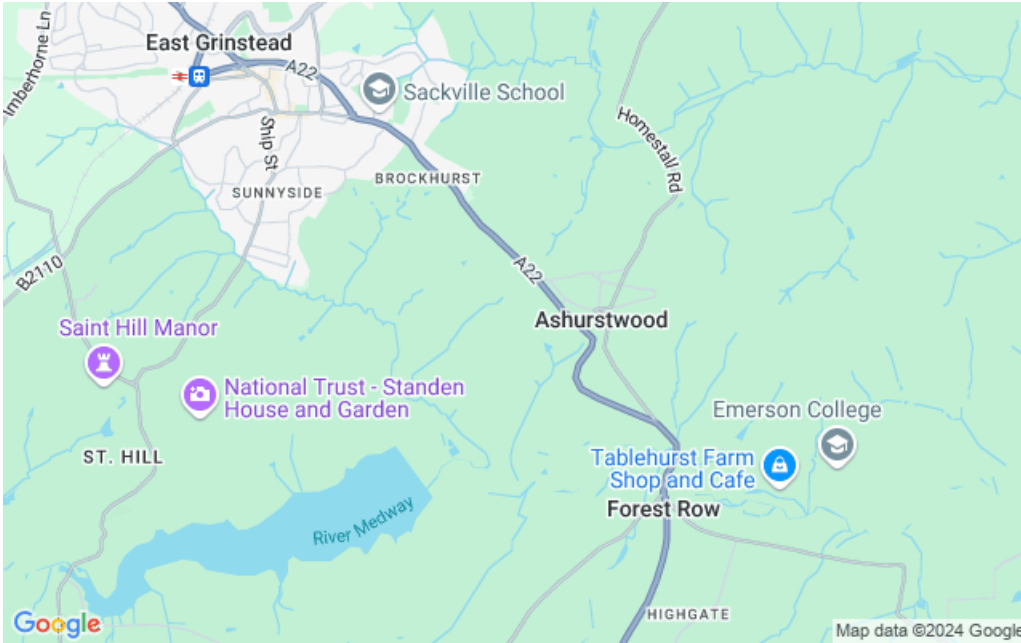 Imberhorne Ln
East Grinstead
A22
Sackville School
Ship St
Homestall Rd
BROCKHURST
SUNNYSIDE
B2110
A22
Ashurstwood
Saint Hill Manor
National Trust - Standen
House and Garden
Emerson College
ST. HILL
Tablehurst Farm
Shop and Cafe
Forest Row
River Medway
HIGHGATE
Google
Map data ©2024 Google